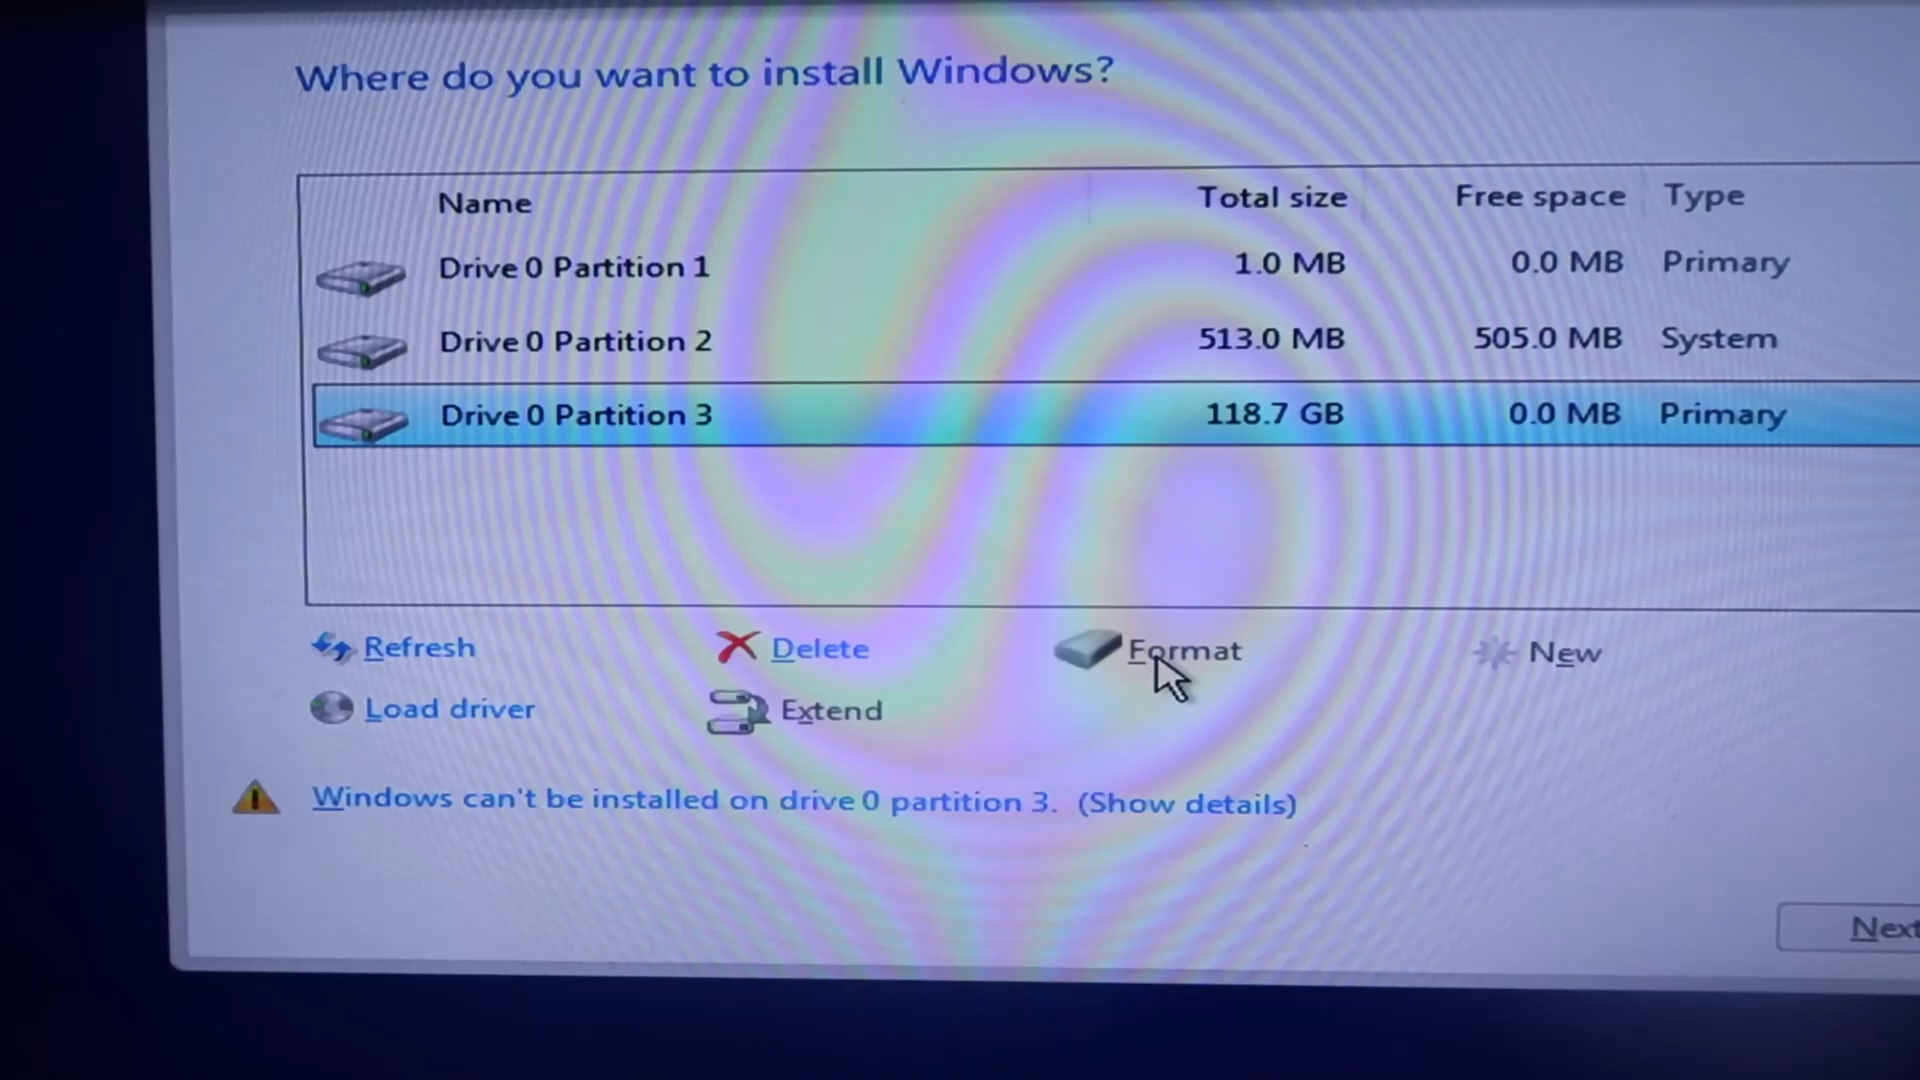 Where do you want to install Windows?
Name Total size Free space Type
Drive 0 Partition 1 1.0 MB 0.0 MB Primary
Drive 0 Partition 2 513.0 MB 505.0 MB System
Drive 0 Partition 3 118.7 GB 0.0 MB Primary
Refresh Delete Format New
Load driver Extend
Windows can't be installed on drive 0 partition 3. (Show details)
Next